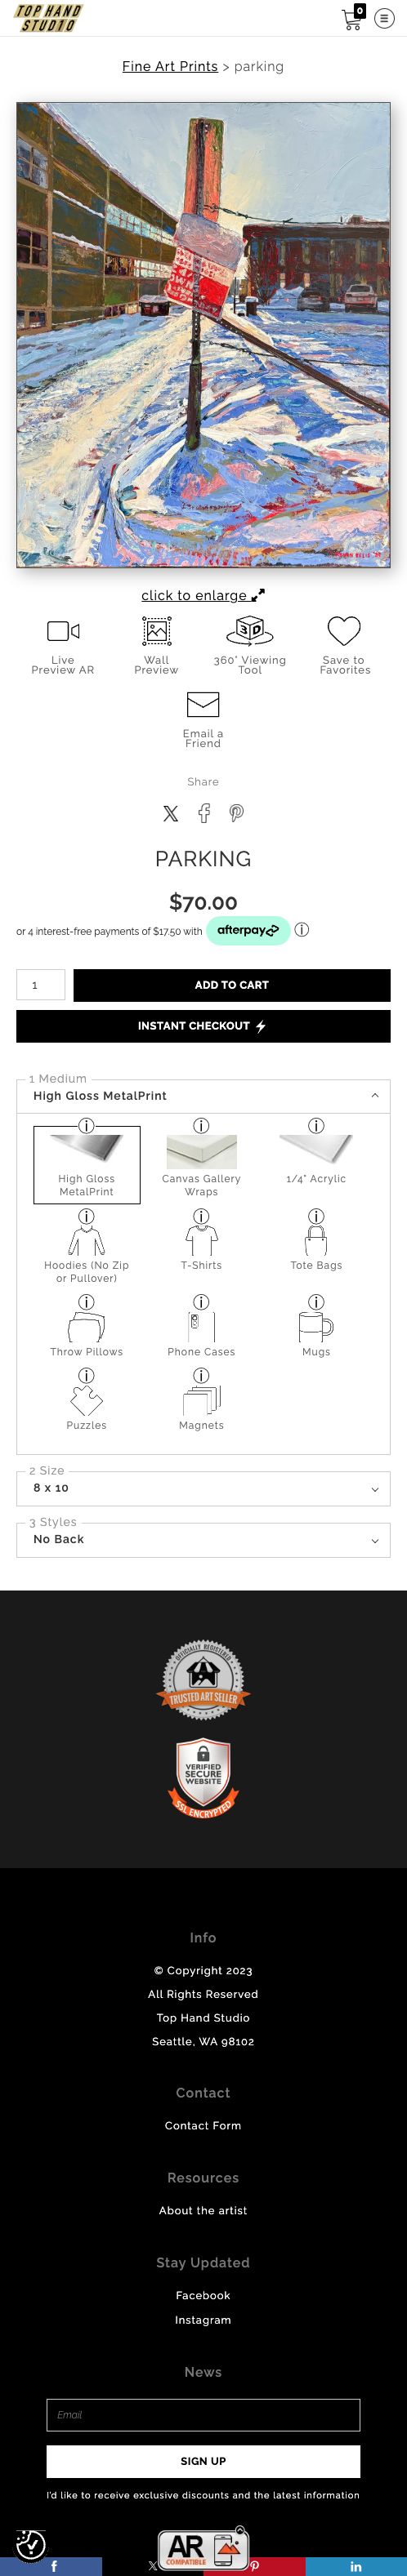 TOP HAND
STUDIO
0
Fine Art Prints > parking
click to enlarge
Live
Preview AR
Wall
Preview
3D
360° Viewing
Tool
Save to
Favorites
Email a
Friend
Share
PARKING
$70.00
or 4 interest-free payments of $17.50 with afterpay
1
ADD TO CART
INSTANT CHECKOUT
1 Medium
High Gloss MetalPrint
High Gloss
MetalPrint
Canvas Gallery
Wraps
1/4" Acrylic
Hoodies (No Zip
or Pullover)
T-Shirts
Tote Bags
Throw Pillows
Phone Cases
Mugs
Puzzles
Magnets
2 Size
8 x 10
3 Styles
No Back
OFFICIALLY REGISTERED
TRUSTED ART SELLER
VERIFIED
SECURE
WEBSITE
SSL ENCRYPTED
Info
© Copyright 2023
All Rights Reserved
Top Hand Studio
Seattle, WA 98102
Contact
Contact Form
Resources
About the artist
Stay Updated
Facebook
Instagram
News
Email
SIGN UP
I'd like to receive exclusive discounts and the latest information
AR
COMPATIBLE